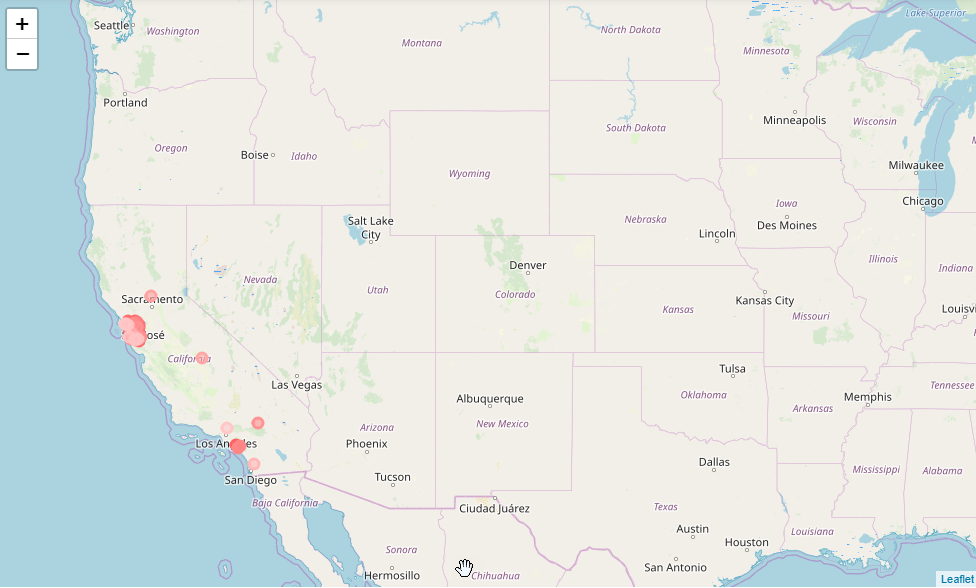 +
−
Seattle
Washington
Montana
North Dakota
Minnesota
Lake Superior
Portland
Minneapolis
Wisconsin
South Dakota
Oregon
Boise
Idaho
Wyoming
Milwaukee
Chicago
Iowa
Des Moines
Nebraska
Lincoln
Salt Lake
City
Illinois
Indiana
Denver
Nevada
Utah
Colorado
Sacramento
Kansas City
Kansas
Missouri
Louisv
José
California
Las Vegas
Tulsa
Oklahoma
Memphis
Tennessee
Arkansas
Albuquerque
New Mexico
Arizona
Phoenix
Los Angeles
Dallas
Mississippi
Alabama
San Diego
Tucson
Baja California
Ciudad Juárez
Texas
Austin
Louisiana
Houston
Sonora
San Antonio
Hermosillo
Chihuahua
Leaflet